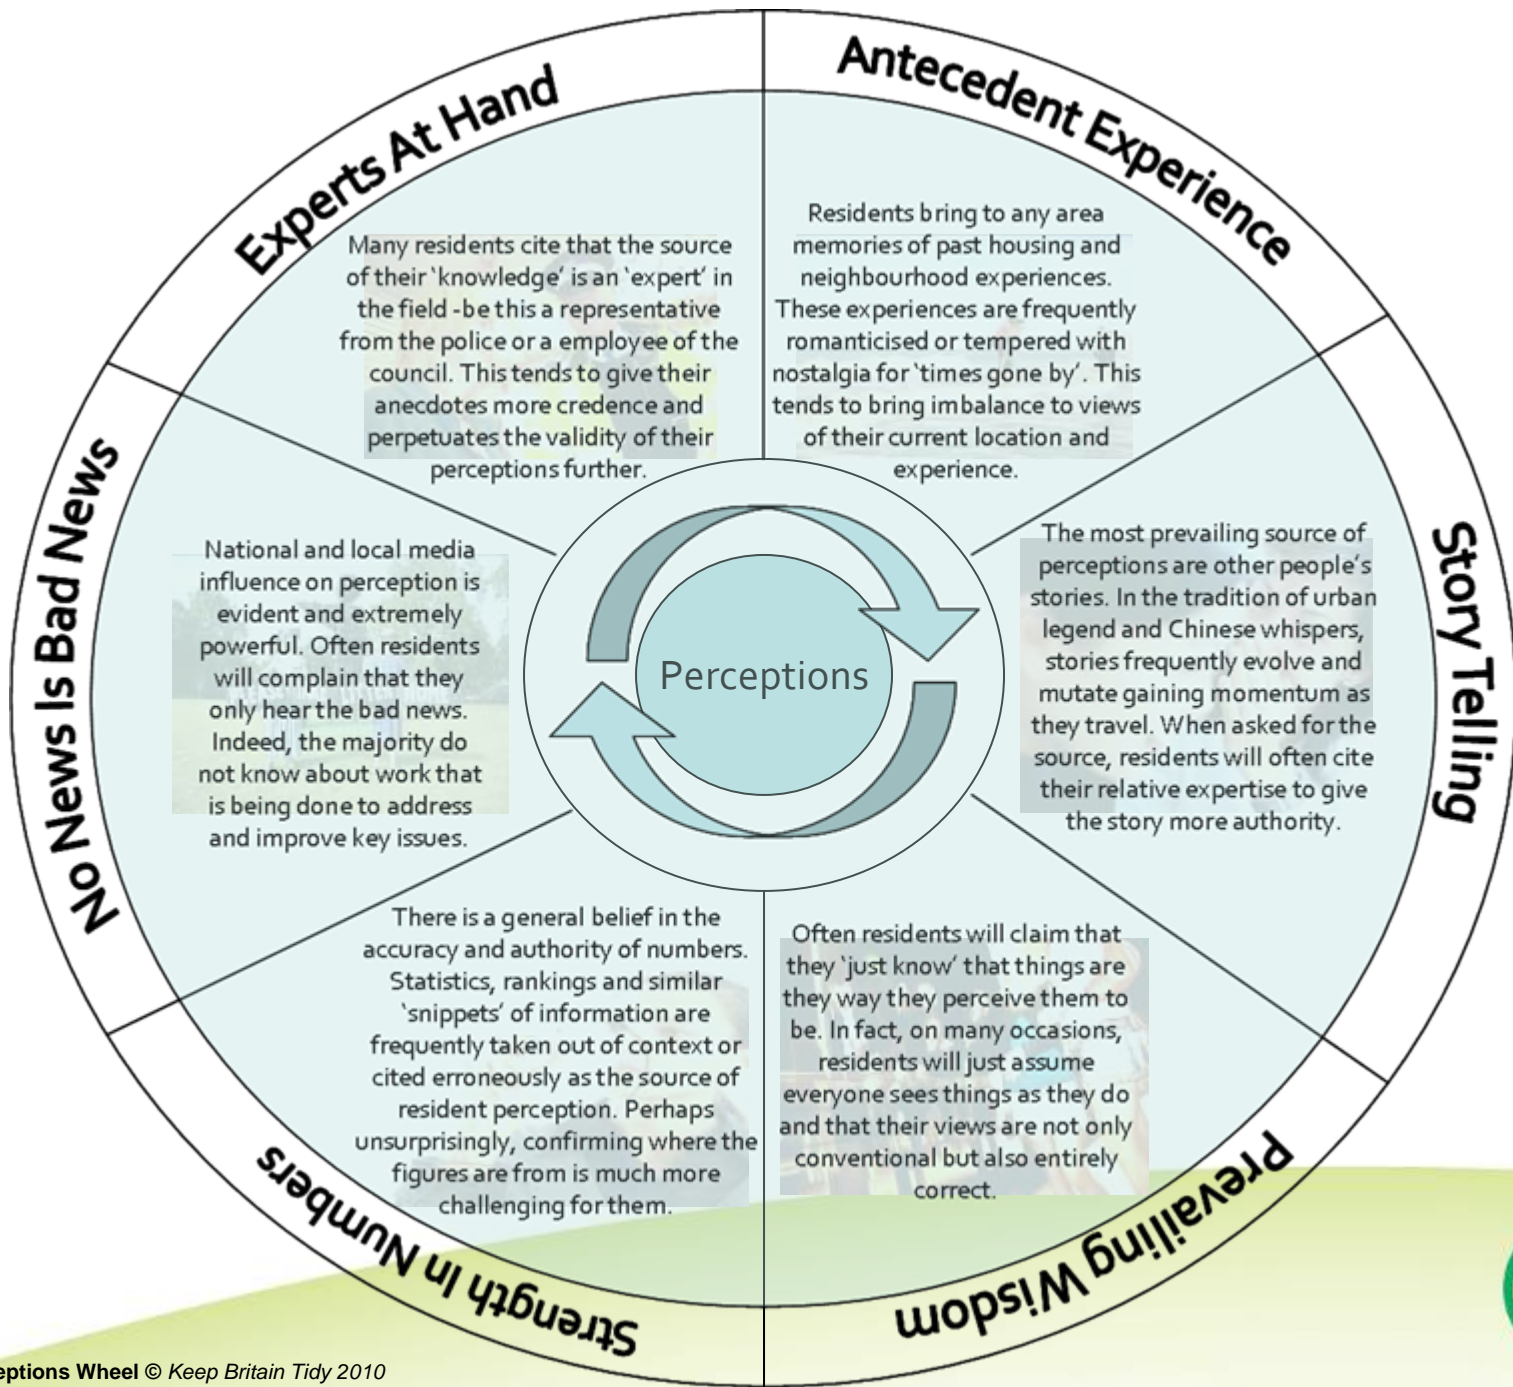 Antecedent Experience
Residents bring to any area
memories of past housing and
neighbourhood experiences.
These experiences are frequently
romanticised or tempered with
nostalgia for ‘times gone by’. This
tends to bring imbalance to views
of their current location and
experience.
Story Telling
The most prevailing source of
perceptions are other people’s
stories. In the tradition of urban
legend and Chinese whispers,
stories frequently evolve and
mutate gaining momentum as
they travel. When asked for the
source, residents will often cite
their relative expertise to give
the story more authority.
Prevailing Wisdom
Often residents will claim that
they ‘just know’ that things are
they way they perceive them to
be. In fact, on many occasions,
residents will just assume
everyone sees things as they do
and that their views are not only
conventional but also entirely
correct.
Strength In Numbers
There is a general belief in the
accuracy and authority of numbers.
Statistics, rankings and similar
‘snippets’ of information are
frequently taken out of context or
cited erroneously as the source of
resident perception. Perhaps
unsurprisingly, confirming where the
figures are from is much more
challenging for them.
No News Is Bad News
National and local media
influence on perception is
evident and extremely
powerful. Often residents
will complain that they
only hear the bad news.
Indeed, the majority do
not know about work that
is being done to address
and improve key issues.
Experts At Hand
Many residents cite that the source
of their ‘knowledge’ is an ‘expert’ in
the field -be this a representative
from the police or a employee of the
council. This tends to give their
anecdotes more credence and
perpetuates the validity of their
perceptions further.
Perceptions
eptions Wheel © Keep Britain Tidy 2010